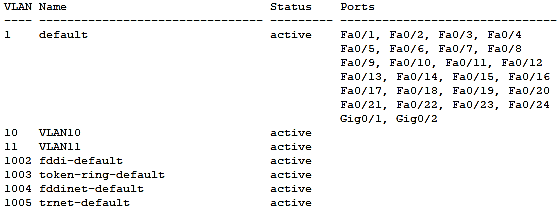 VLAN Name                             Status    Ports
---- -------------------------------- --------- -------------------------------
1    default                          active    Fa0/1, Fa0/2, Fa0/3, Fa0/4
                                                Fa0/5, Fa0/6, Fa0/7, Fa0/8
                                                Fa0/9, Fa0/10, Fa0/11, Fa0/12
                                                Fa0/13, Fa0/14, Fa0/15, Fa0/16
                                                Fa0/17, Fa0/18, Fa0/19, Fa0/20
                                                Fa0/21, Fa0/22, Fa0/23, Fa0/24
                                                Gig0/1, Gig0/2
10   VLAN10                           active
11   VLAN11                           active
1002 fddi-default                     active
1003 token-ring-default               active
1004 fddinet-default                  active
1005 trnet-default                    active